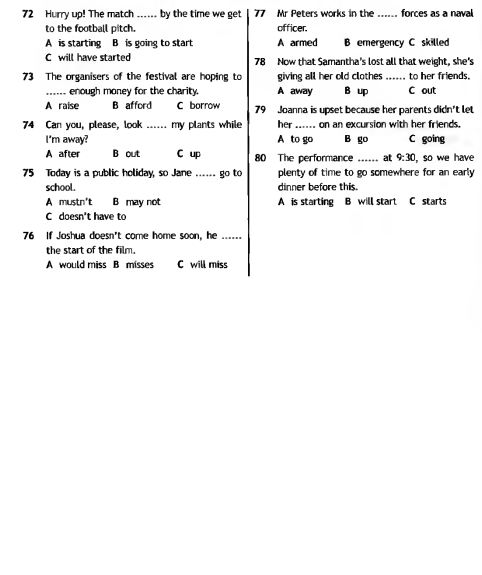 72 Hurry up! The match ...... by the time we get
to the football pitch.
A is starting B is going to start
C will have started
73 The organisers of the festival are hoping to
...... enough money for the charity.
A raise B afford C borrow
74 Can you, please, look ...... my plants while
I'm away?
A after B out C up
75 Today is a public holiday, so Jane ...... go to
school.
A mustn't B may not
C doesn't have to
76 If Joshua doesn't come home soon, he ......
the start of the film.
A would miss B misses C will miss
77 Mr Peters works in the ...... forces as a naval
officer.
A armed B emergency C skilled
78 Now that Samantha's lost all that weight, she's
giving all her old clothes ...... to her friends.
A away B up C out
79 Joanna is upset because her parents didn't let
her ...... on an excursion with her friends.
A to go B go C going
80 The performance ...... at 9:30, so we have
plenty of time to go somewhere for an early
dinner before this.
A is starting B will start C starts